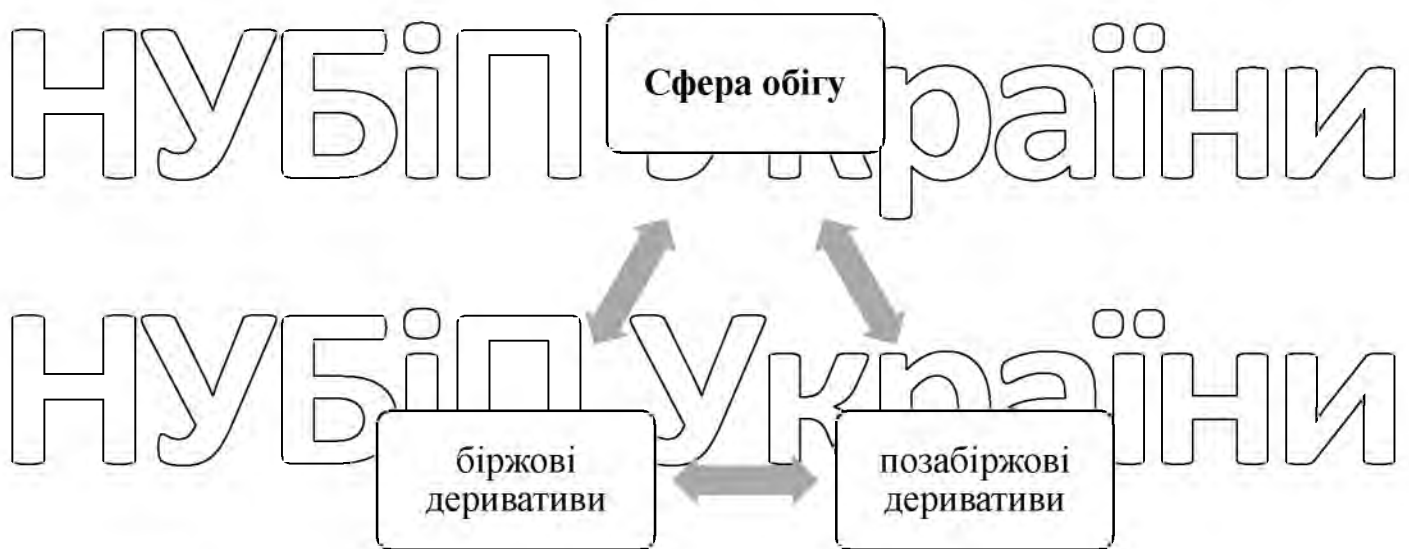 НУБіП України
Сфера обігу
НУБіП України
біржові
деривативи
позабіржові
деривативи